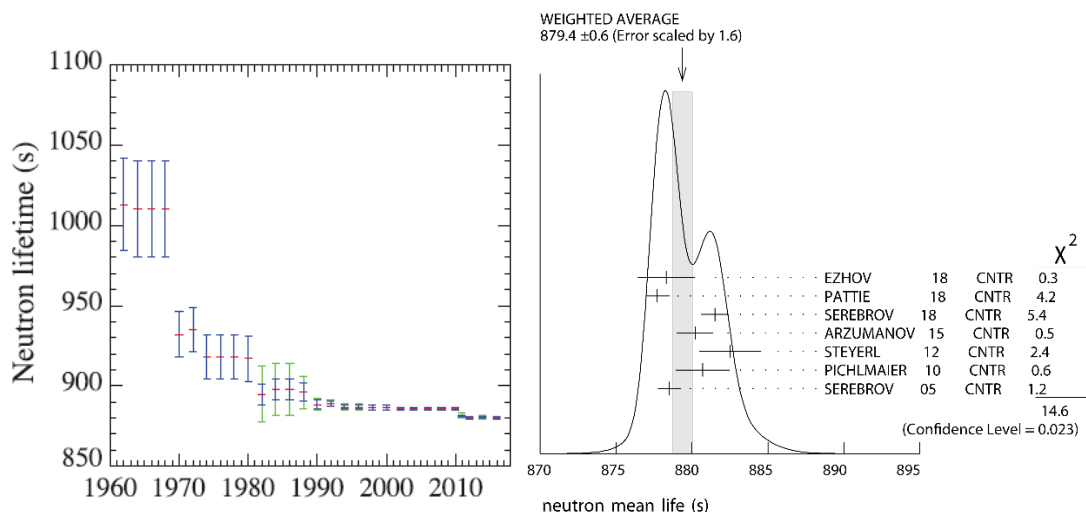 1100
1050
1000
950
900
850
Neutron lifetime (s)
1960 1970 1980 1990 2000 2010
WEIGHTED AVERAGE
879.4 ±0.6 (Error scaled by 1.6)
χ2
EZHOV 18 CNTR 0.3
PATTIE 18 CNTR 4.2
SEREBROV 18 CNTR 5.4
ARZUMANOV 15 CNTR 0.5
STEYERL 12 CNTR 2.4
PICHLMAIER 10 CNTR 0.6
SEREBROV 05 CNTR 1.2
14.6
(Confidence Level = 0.023)
870 875 880 885 890 895
neutron mean life (s)